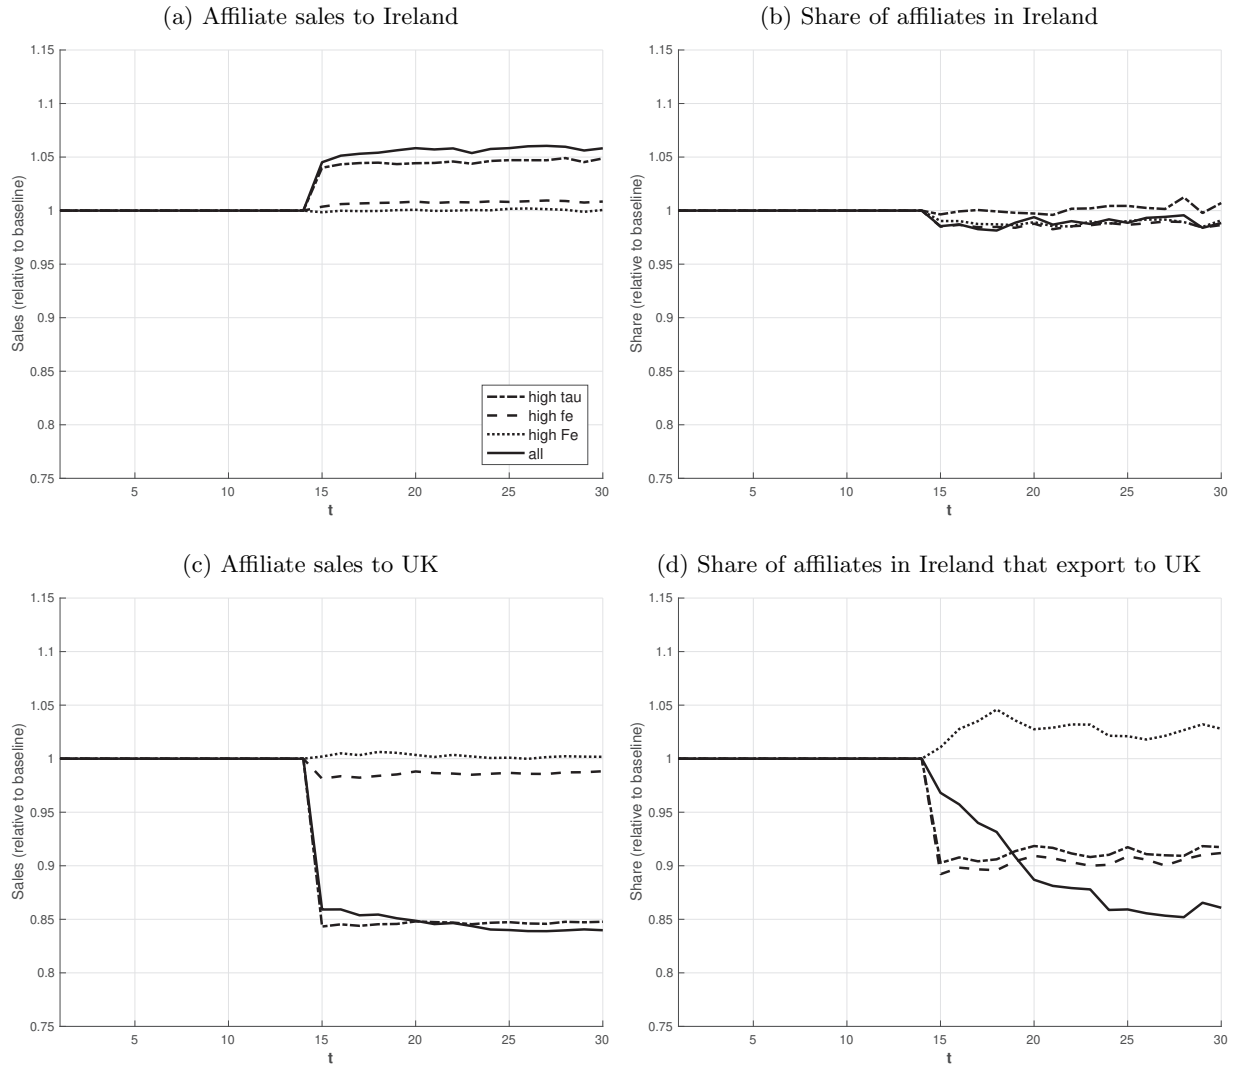 (a) Affiliate sales to Ireland
1.15
1.1
1.05
1
0.95
0.9
0.85
0.8
0.75
Sales (relative to baseline)
high tau
high fe
high Fe
all
5 10 15 20 25 30
t
(b) Share of affiliates in Ireland
1.15
1.1
1.05
1
0.95
0.9
0.85
0.8
0.75
Share (relative to baseline)
5 10 15 20 25 30
t
(c) Affiliate sales to UK
1.15
1.1
1.05
1
0.95
0.9
0.85
0.8
0.75
Sales (relative to baseline)
5 10 15 20 25 30
t
(d) Share of affiliates in Ireland that export to UK
1.15
1.1
1.05
1
0.95
0.9
0.85
0.8
0.75
Share (relative to baseline)
5 10 15 20 25 30
t